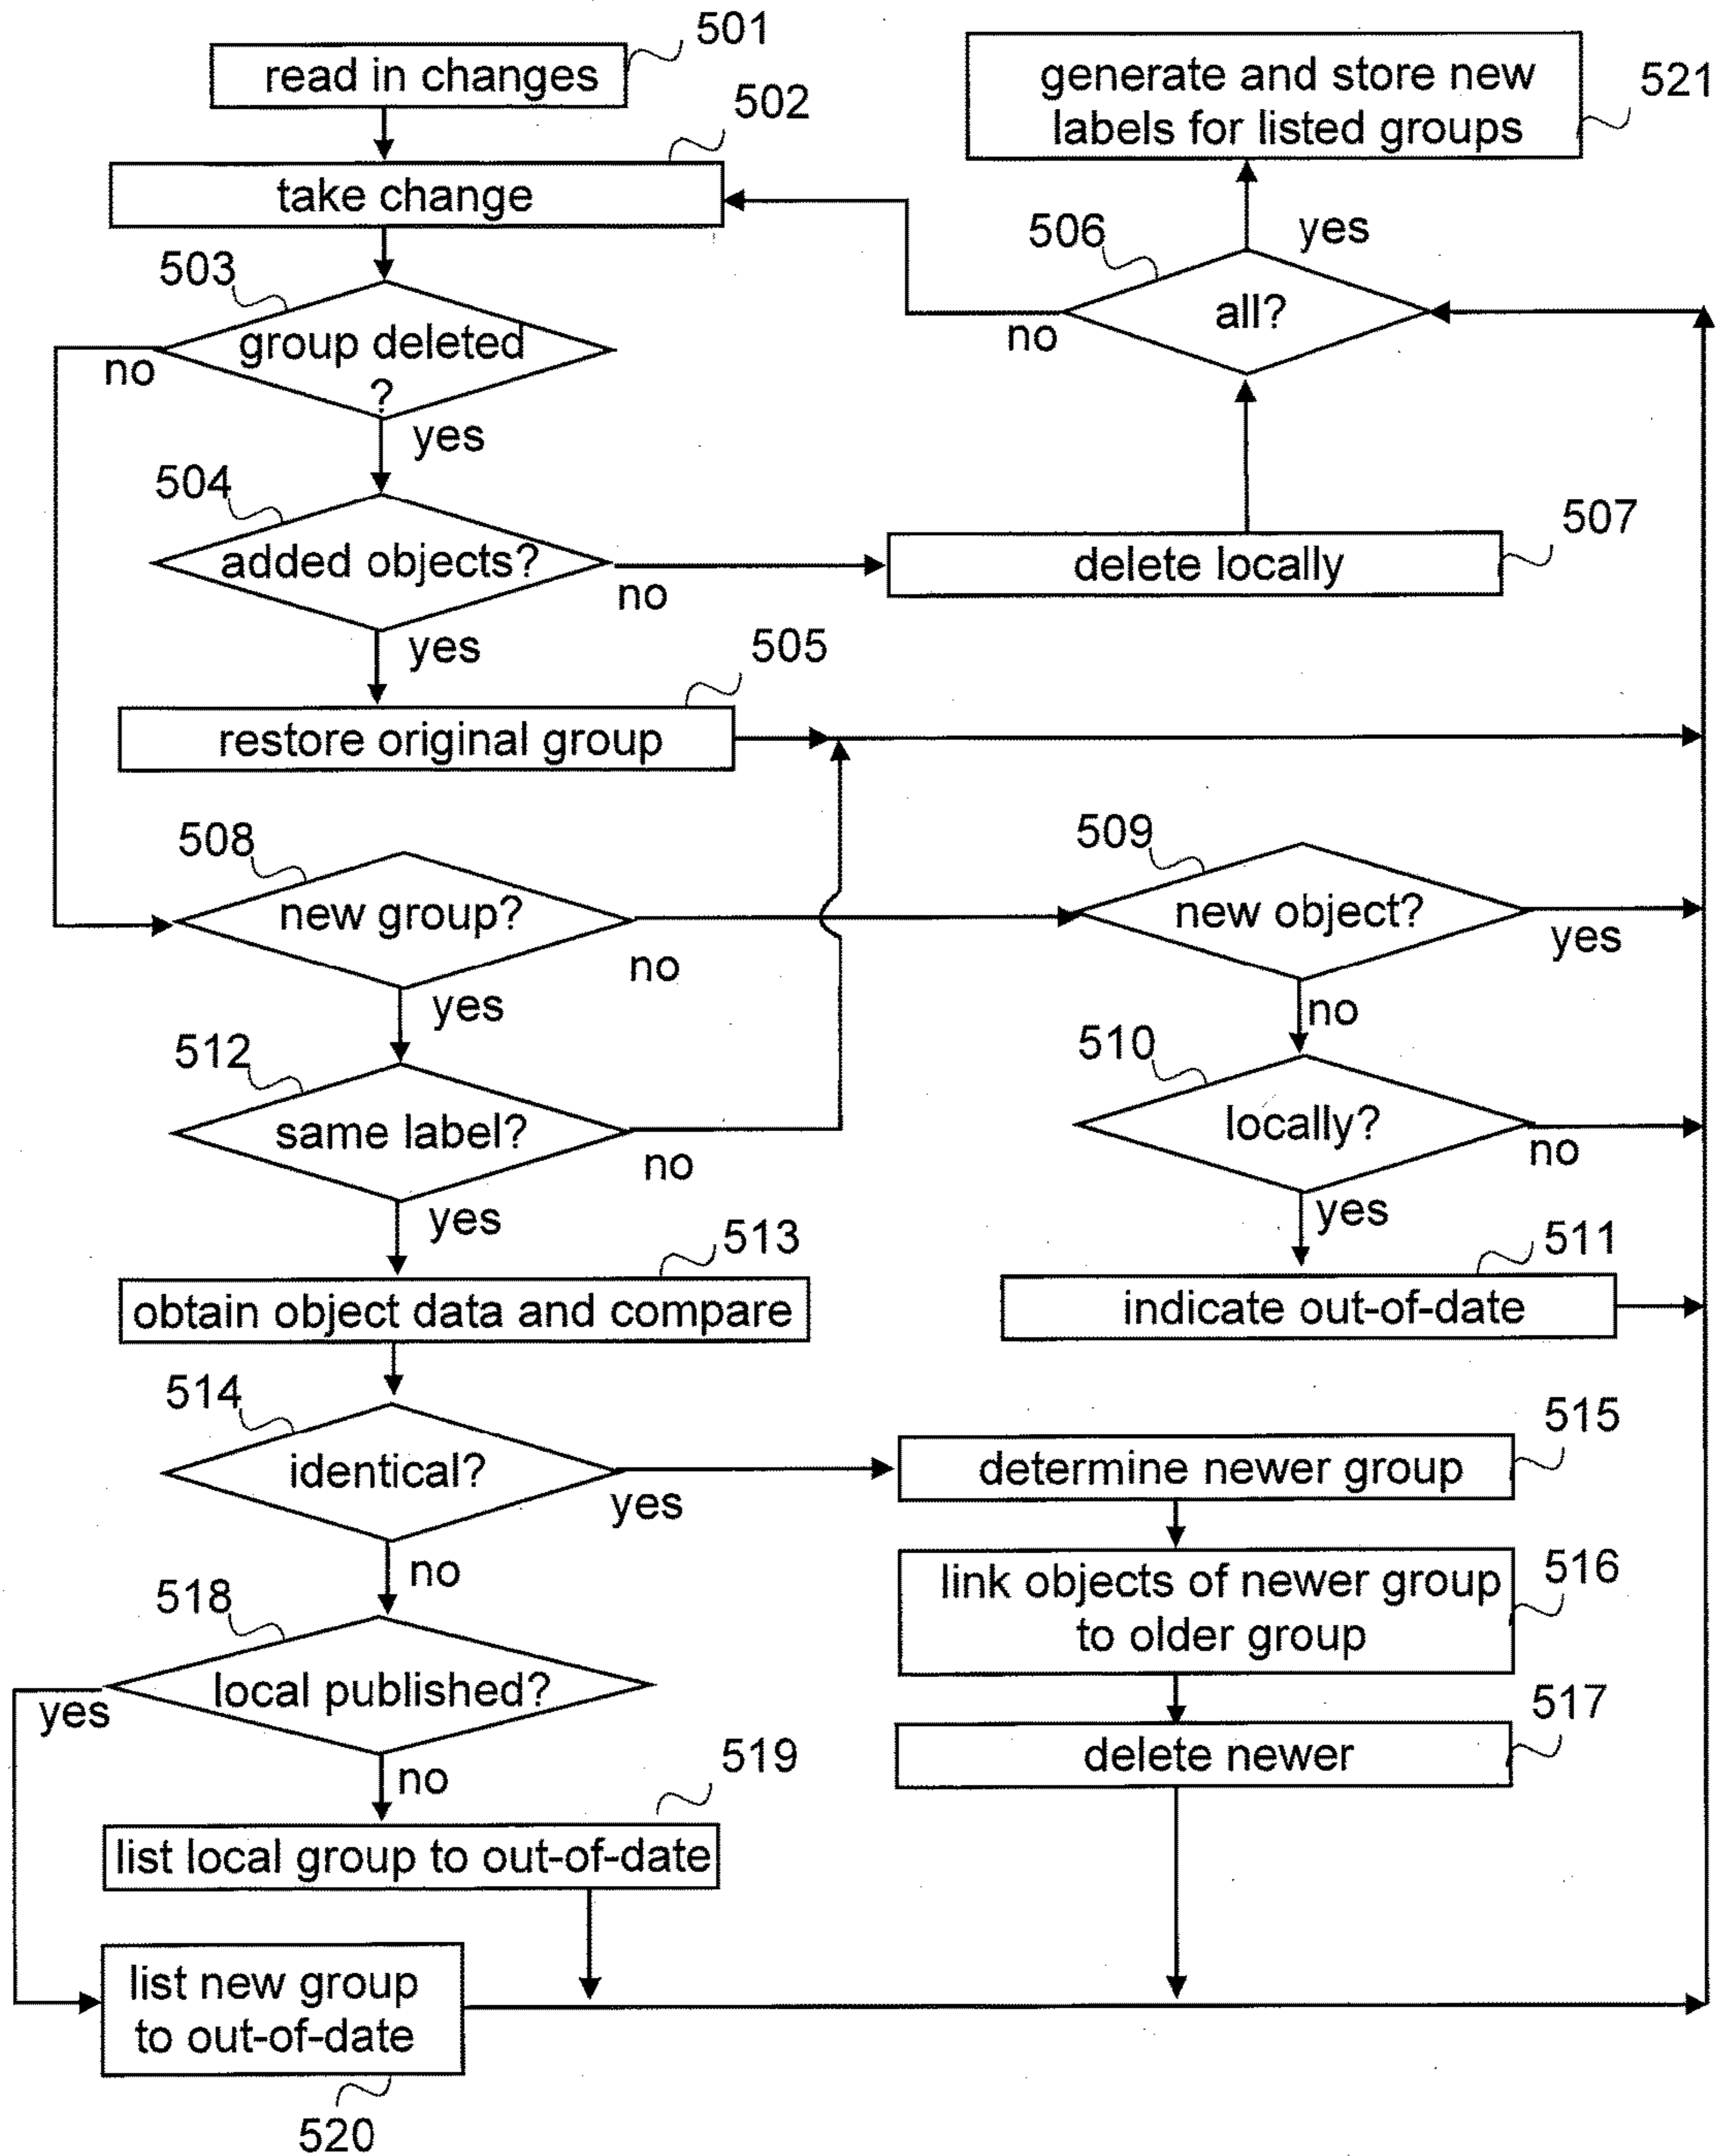 501
read in changes
502
take change
generate and store new
labels for listed groups
521
503
group deleted
?
no
yes
506
all?
yes
no
504
added objects?
no
yes
507
delete locally
505
restore original group
508
new group?
no
yes
509
new object?
yes
no
512
same label?
no
yes
510
locally?
no
yes
513
obtain object data and compare
511
indicate out-of-date
514
identical?
yes
no
515
determine newer group
516
link objects of newer group
to older group
518
local published?
yes
no
517
delete newer
519
list local group to out-of-date
list new group
to out-of-date
520